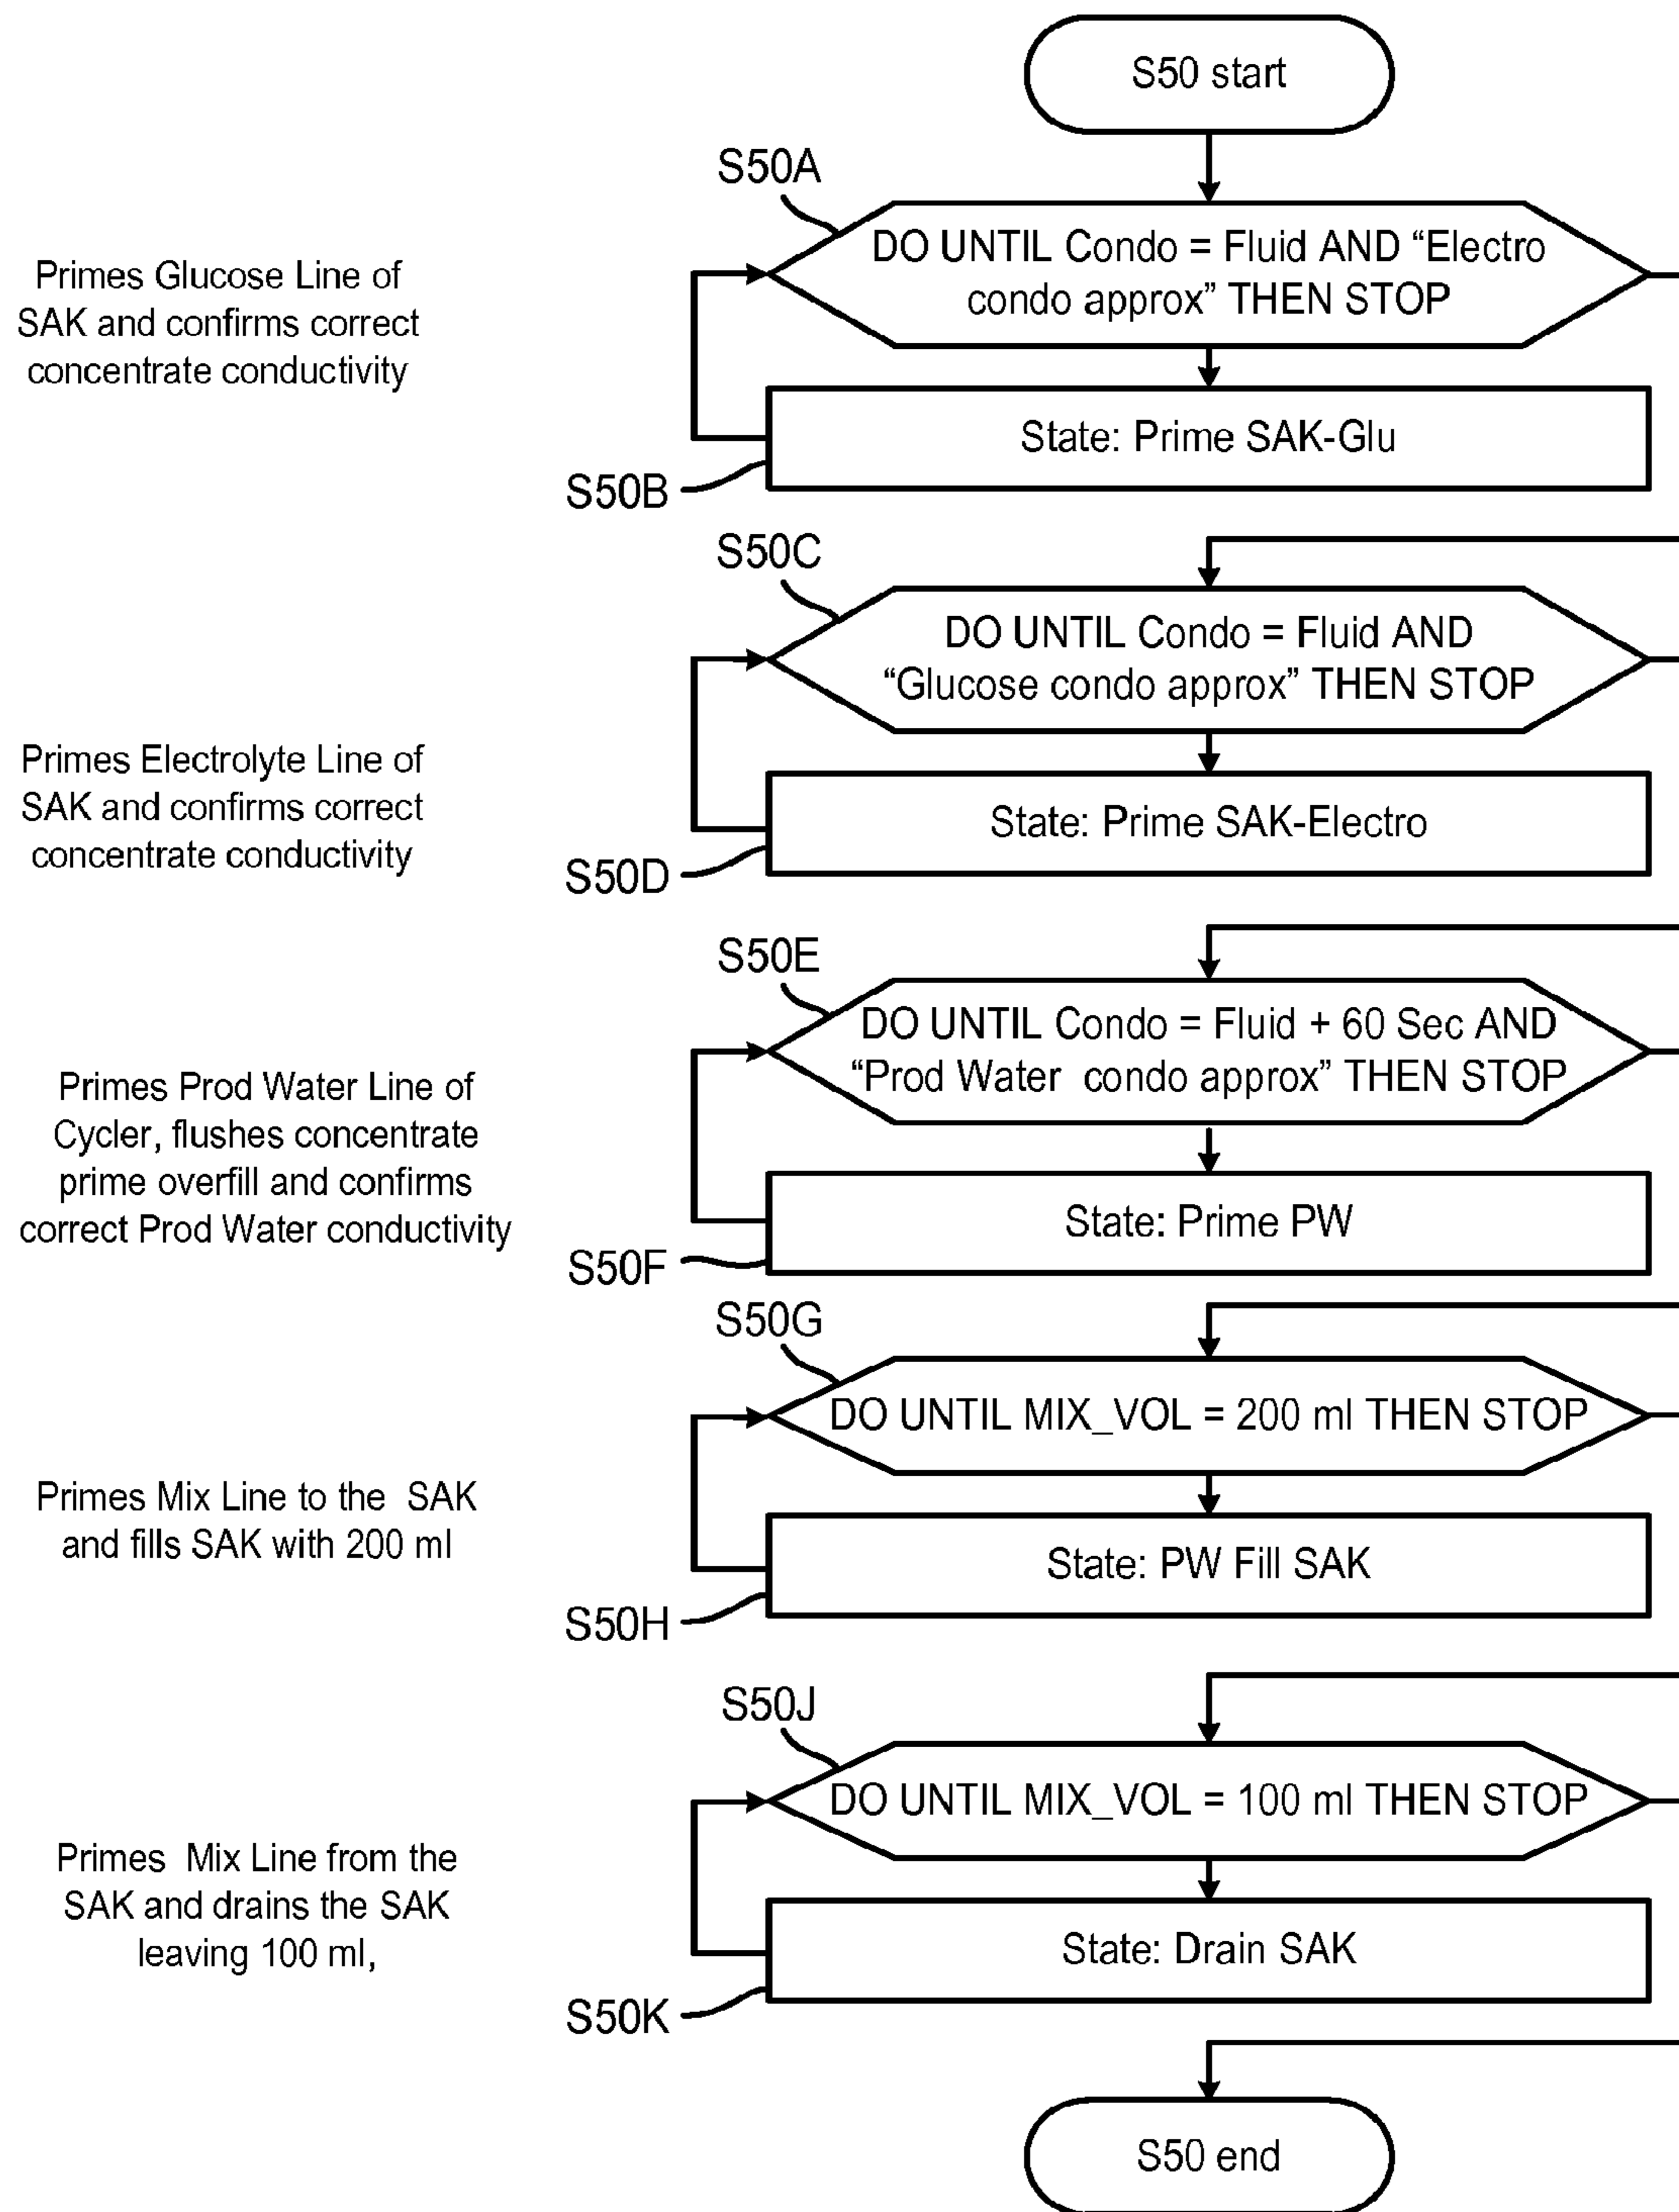 S50 start
S50A
Primes Glucose Line of
SAK and confirms correct
concentrate conductivity
DO UNTIL Condo = Fluid AND “Electro
condo approx” THEN STOP
State: Prime SAK-Glu
S50B
S50C
DO UNTIL Condo = Fluid AND
“Glucose condo approx” THEN STOP
Primes Electrolyte Line of
SAK and confirms correct
concentrate conductivity
State: Prime SAK-Electro
S50D
S50E
DO UNTIL Condo = Fluid + 60 Sec AND
“Prod Water condo approx” THEN STOP
Primes Prod Water Line of
Cycler, flushes concentrate
prime overfill and confirms
correct Prod Water conductivity
State: Prime PW
S50F
S50G
DO UNTIL MIX_VOL = 200 ml THEN STOP
Primes Mix Line to the SAK
and fills SAK with 200 ml
State: PW Fill SAK
S50H
S50J
DO UNTIL MIX_VOL = 100 ml THEN STOP
Primes Mix Line from the
SAK and drains the SAK
leaving 100 ml,
State: Drain SAK
S50K
S50 end